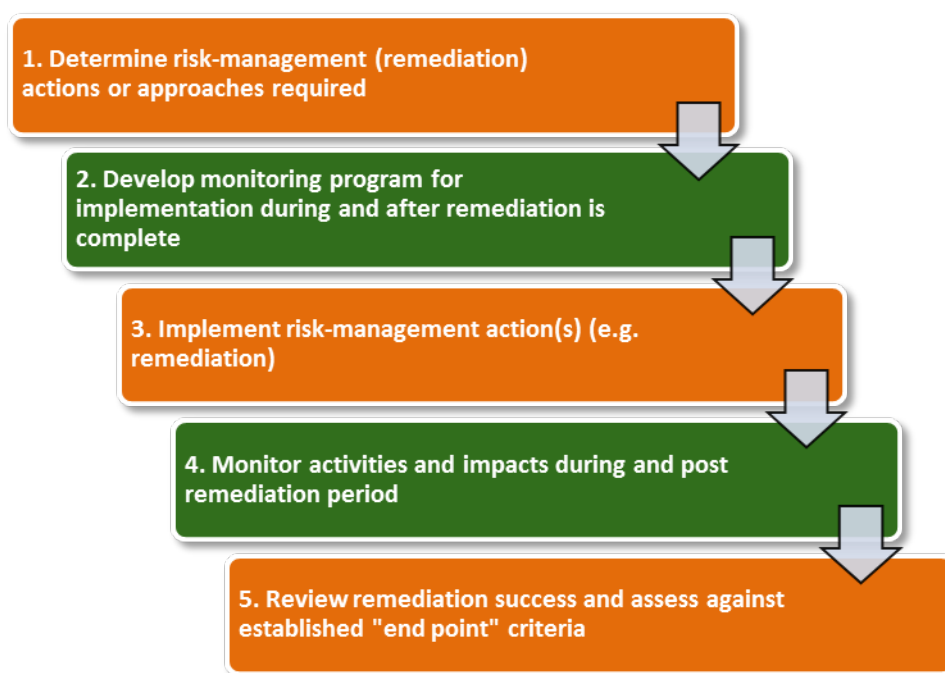 1. Determine risk-management (remediation)
actions or approaches required
2. Develop monitoring program for
implementation during and after remediation is
complete
3. Implement risk-management action(s) (e.g.
remediation)
4. Monitor activities and impacts during and post
remediation period
5. Review remediation success and assess against
established "end point" criteria